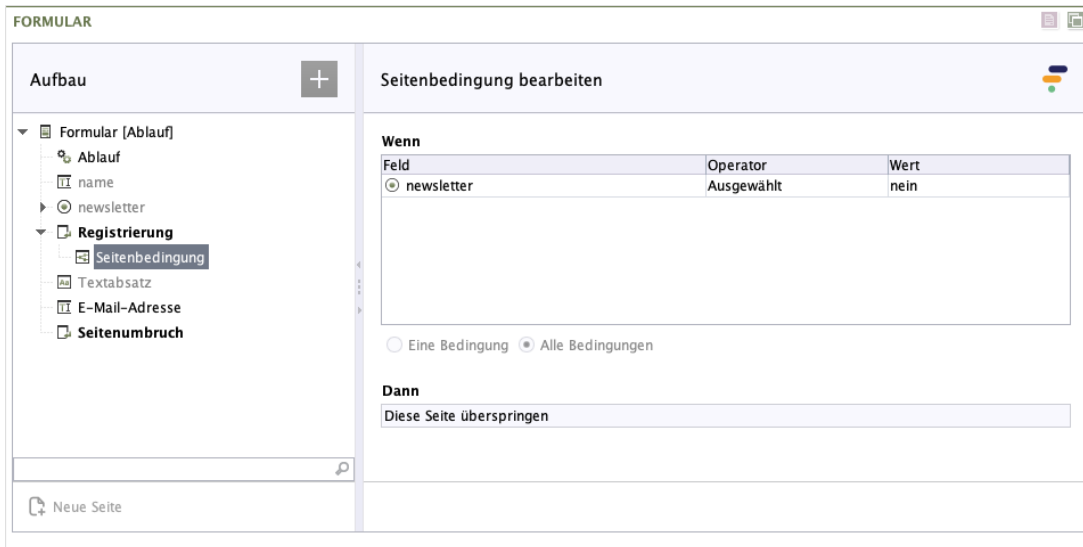 FORMULAR
Aufbau
Seitenbedingung bearbeiten
Formular [Ablauf]
Ablauf
name
newsletter
Registrierung
Seitenbedingung
Textabsatz
E-Mail-Adresse
Seitenumbruch
Neue Seite
Wenn
Feld Operator Wert
newsletter Ausgewählt nein
Eine Bedingung Alle Bedingungen
Dann
Diese Seite überspringen